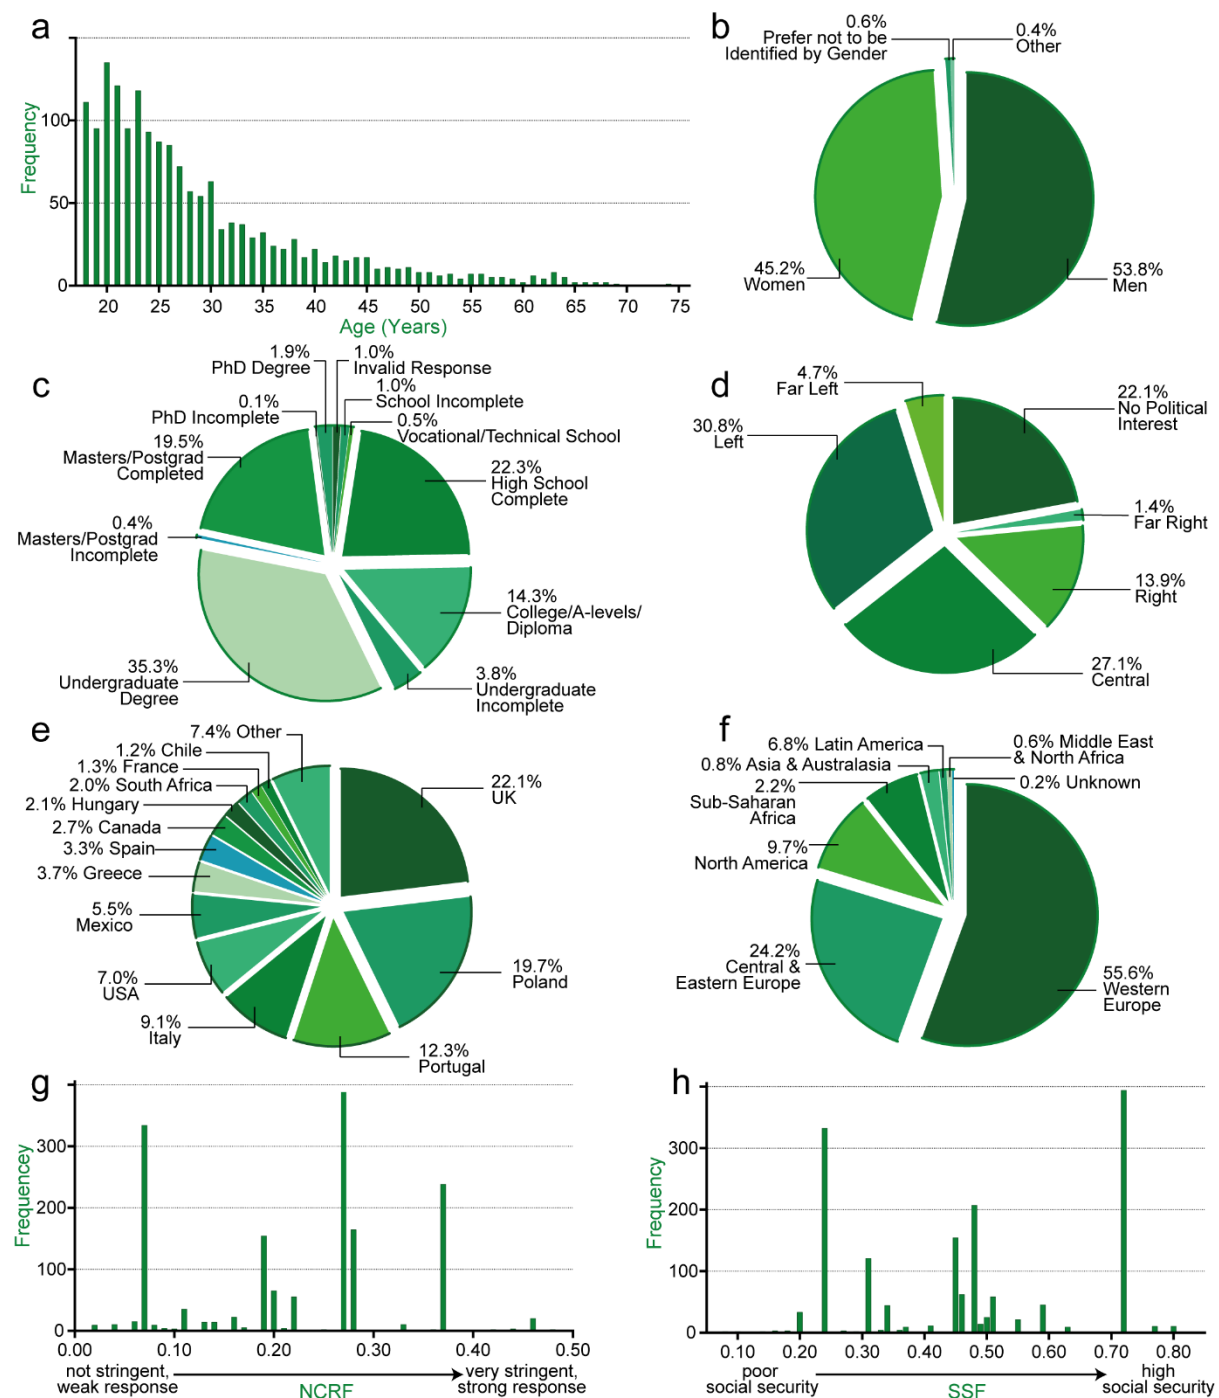 a
100
50
0
Frequency
20 25 30 35 40 45 50 55 60 65 70 75
Age (Years)
b
0.6%
Prefer not to be
Identified by Gender
0.4%
Other
45.2%
Women
53.8%
Men
c
1.9%
PhD Degree
1.0%
Invalid Response
1.0%
School Incomplete
0.1%
PhD Incomplete
0.5%
Vocational/Technical School
19.5%
Masters/Postgrad
Completed
22.3%
High School
Complete
0.4%
Masters/Postgrad
Incomplete
14.3%
College/A-levels/
Diploma
35.3%
Undergraduate
Degree
3.8%
Undergraduate
Incomplete
d
4.7%
Far Left
22.1%
No Political
Interest
30.8%
Left
1.4%
Far Right
13.9%
Right
27.1%
Central
e
7.4% Other
1.2% Chile
1.3% France
2.0% South Africa
2.1% Hungary
2.7% Canada
3.3% Spain
3.7% Greece
5.5%
Mexico
7.0%
USA
9.1%
Italy
12.3%
Portugal
19.7%
Poland
22.1%
UK
f
6.8% Latin America
0.6% Middle East
& North Africa
0.8% Asia & Australasia
0.2% Unknown
2.2%
Sub-Saharan
Africa
9.7%
North America
24.2%
Central &
Eastern Europe
55.6%
Western
Europe
g
300
200
100
0
Frequencey
0.00 0.10 0.20 0.30 0.40 0.50
not stringent,
weak response
NCRF
very stringent,
strong response
h
300
200
100
0
Frequency
0.10 0.20 0.30 0.40 0.50 0.60 0.70 0.80
poor
social security
SSF
high
social security